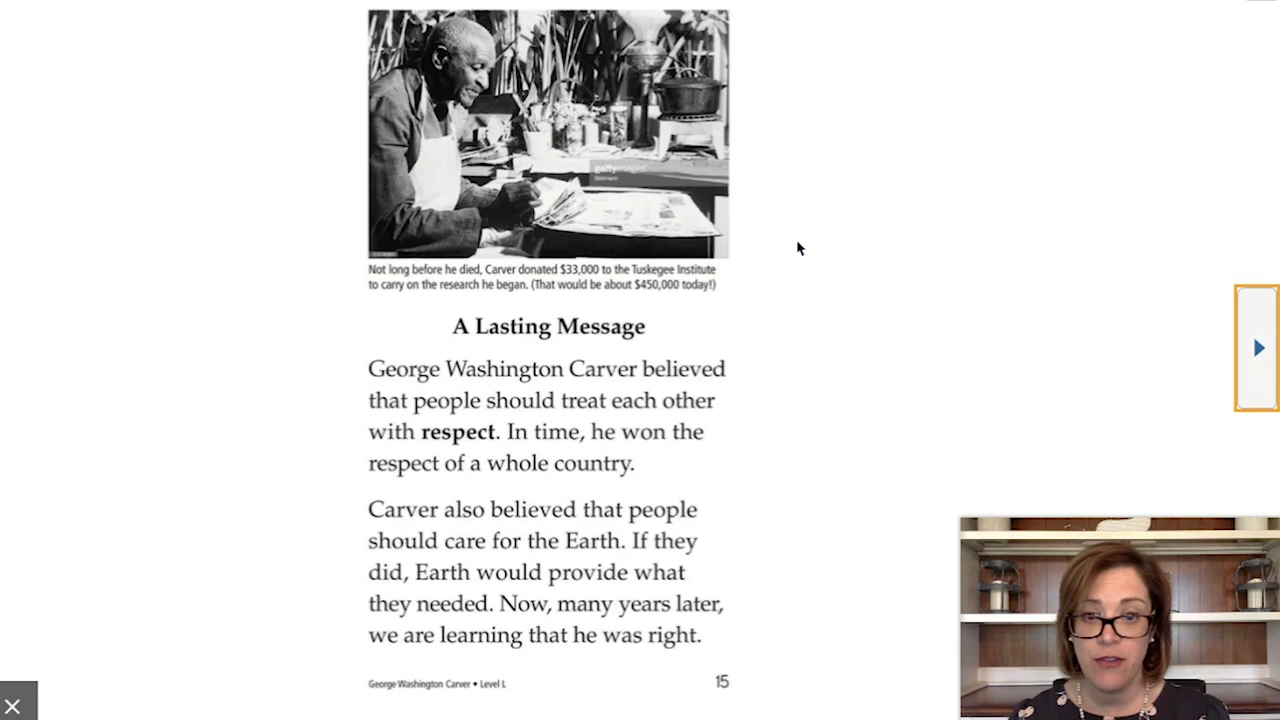 gettyimages
Bettmann
Not long before he died, Carver donated $33,000 to the Tuskegee Institute
to carry on the research he began. (That would be about $450,000 today!)
A Lasting Message
George Washington Carver believed
that people should treat each other
with respect. In time, he won the
respect of a whole country.
Carver also believed that people
should care for the Earth. If they
did, Earth would provide what
they needed. Now, many years later,
we are learning that he was right.
George Washington Carver • Level L
15